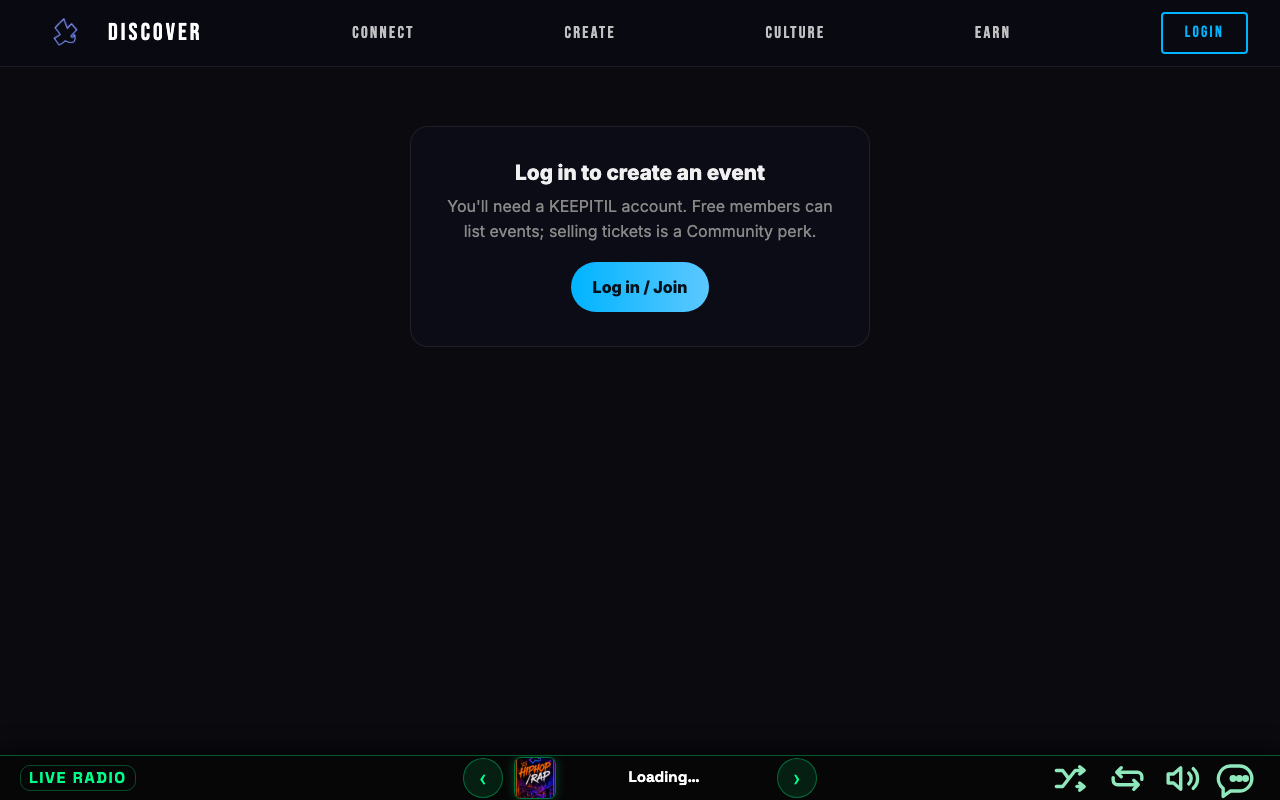 DISCOVER
CONNECT
CREATE
CULTURE
EARN
LOGIN
Log in to create an event
You'll need a KEEPITIL account. Free members can
list events; selling tickets is a Community perk.
Log in / Join
LIVE RADIO
‹
HIPHOP
/RAP
Loading...
›